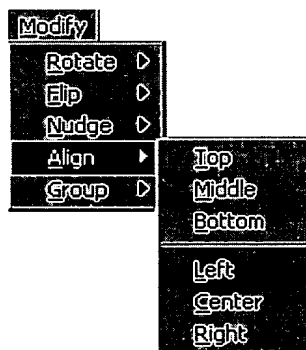 Modify
Rotate
Flip
Nudge
Align
Group
Top
Middle
Bottom
Left
Center
Right